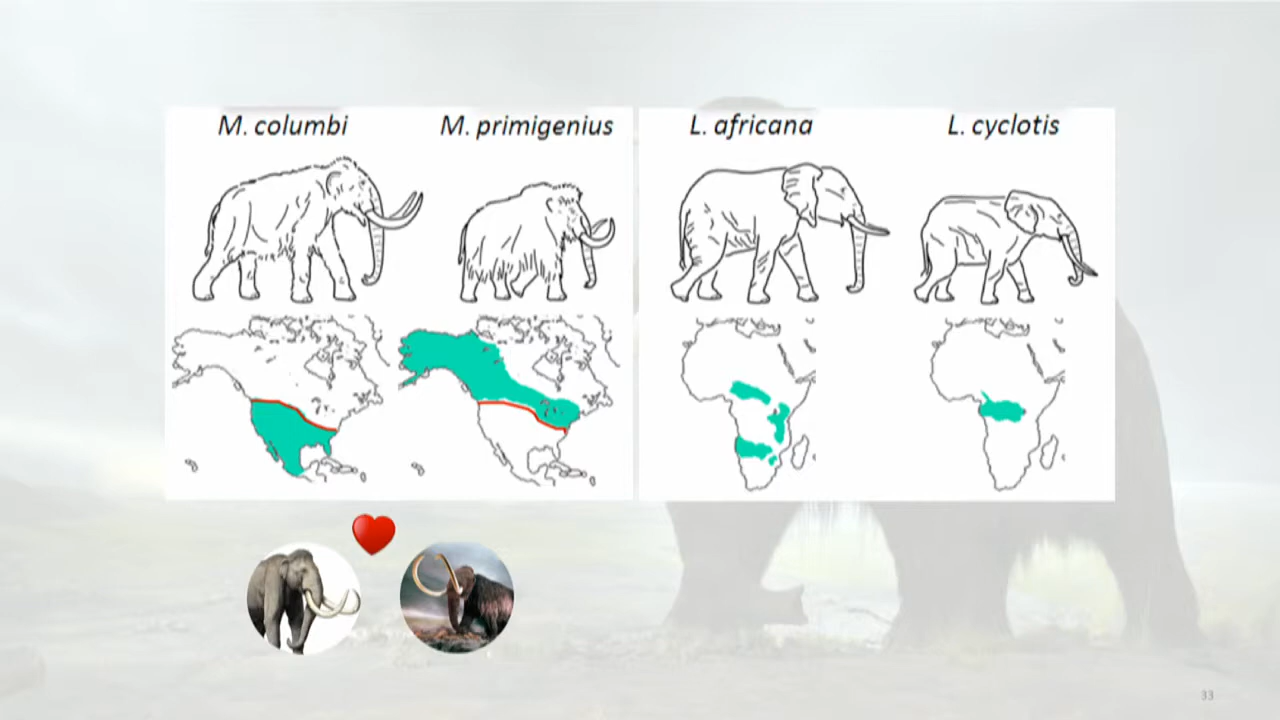 M. columbi
M. primigenius
L. africana
L. cyclotis
33